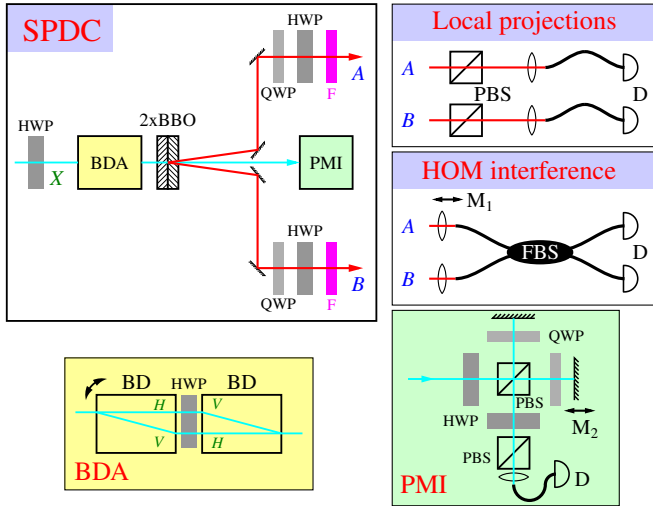 SPDC
HWP
A
QWP
F
HWP
2xBBO
BDA
PMI
X
HWP
B
QWP
F
Local projections
A
PBS
D
B
HOM interference
M1
A
FBS
D
B
BD
HWP
BD
H
V
V
H
BDA
QWP
PBS
HWP
M2
PBS
D
PMI